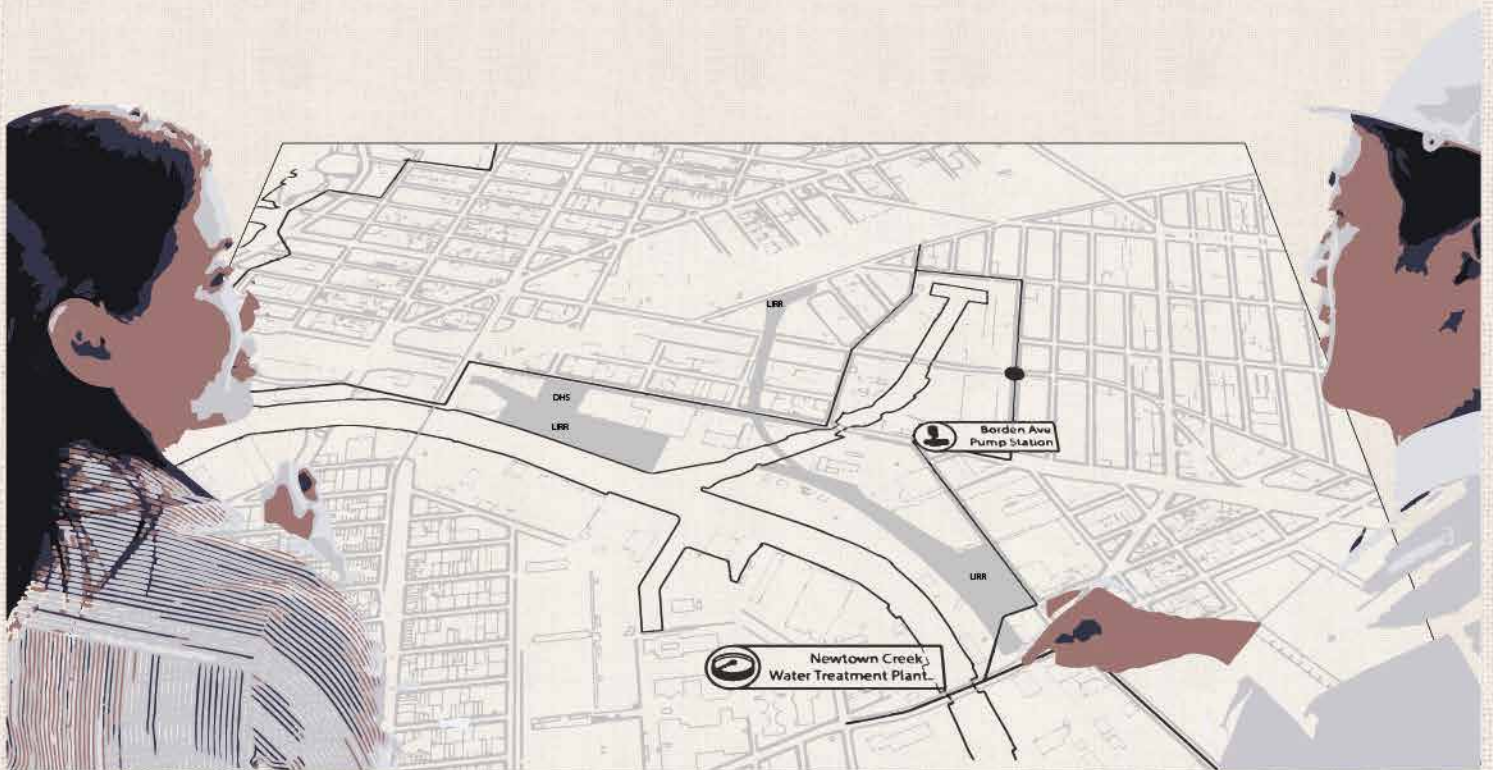 LIRR
DHS
LIRR
Borden Ave
Pump Station
LIRR
Newtown Creek
Water Treatment Plant